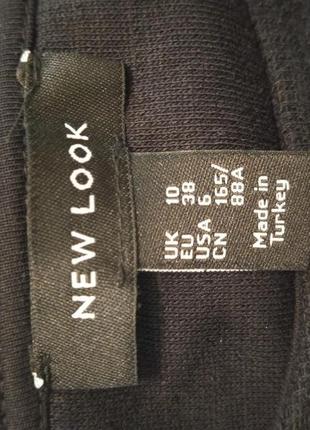 NEW LOOK
UK 10
EU 38
USA 6
CN 165/
88A
Made in
Turkey